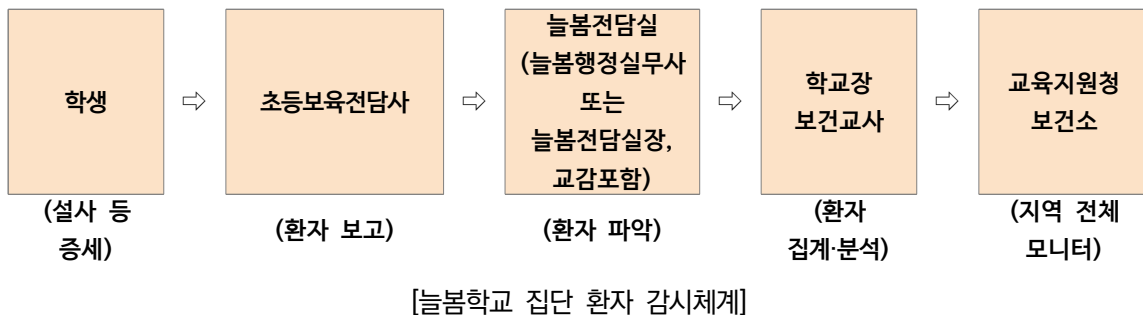 학생
(설사 등
증세)
초등보육전담사
(환자 보고)
늘봄전담실
(늘봄행정실무사
또는
늘봄전담실장,
교감포함)
(환자 파악)
학교장
보건교사
(환자
집계·분석)
교육지원청
보건소
(지역 전체
모니터)
[늘봄학교 집단 환자 감시체계]